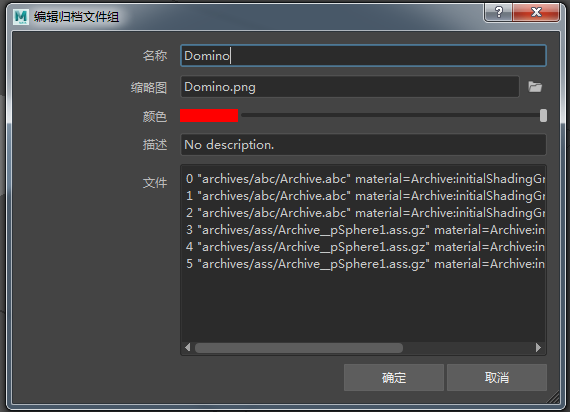 编辑归档文件组
名称 Domino
缩略图 Domino.png
颜色
描述 No description.
文件
0 "archives/abc/Archive.abc" material=Archive:initialShadingGr
1 "archives/abc/Archive.abc" material=Archive:initialShadingGr
2 "archives/abc/Archive.abc" material=Archive:initialShadingGr
3 "archives/ass/Archive__pSphere1.ass.gz" material=Archive:in
4 "archives/ass/Archive__pSphere1.ass.gz" material=Archive:in
5 "archives/ass/Archive__pSphere1.ass.gz" material=Archive:in
确定 取消